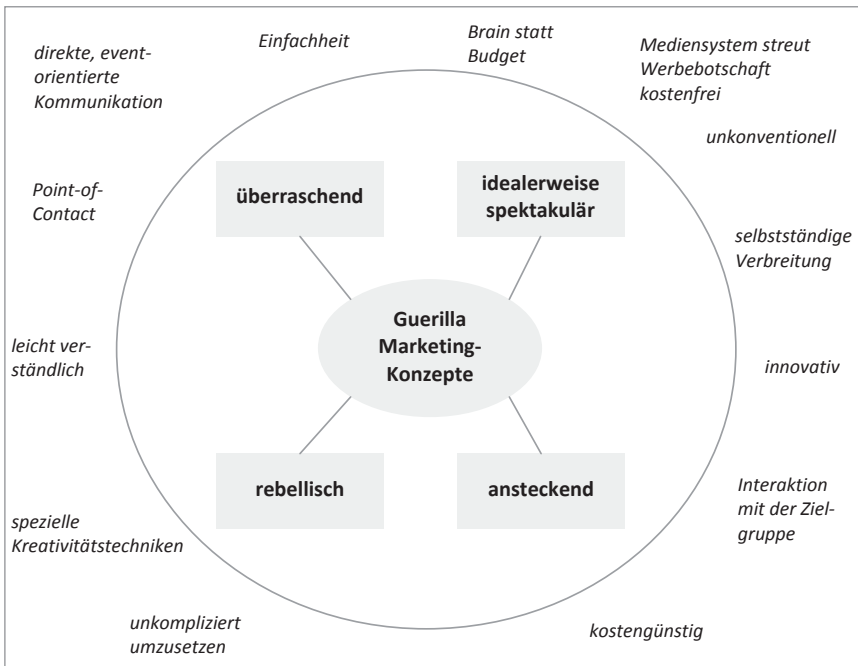 direkte, event-
orientierte
Kommunikation
Einfachheit
Brain statt
Budget
Mediensystem streut
Werbebotschaft
kostenfrei
unkonventionell
Point-of-
Contact
überraschend
idealerweise
spektakulär
selbstständige
Verbreitung
Guerilla
Marketing-
Konzepte
leicht ver-
ständlich
innovativ
rebellisch
ansteckend
Interaktion
mit der Ziel-
gruppe
spezielle
Kreativitätstechniken
unkompliziert
umzusetzen
kostengünstig